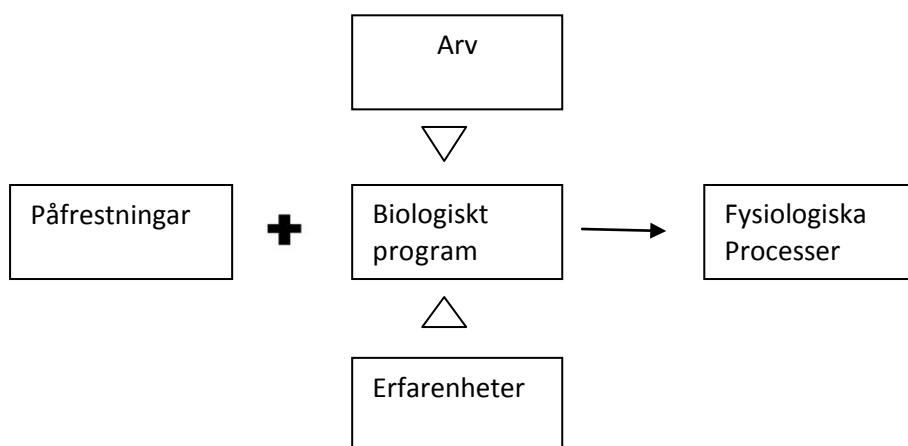 Arv
Påfrestningar
Biologiskt
program
Fysiologiska
Processer
Erfarenheter